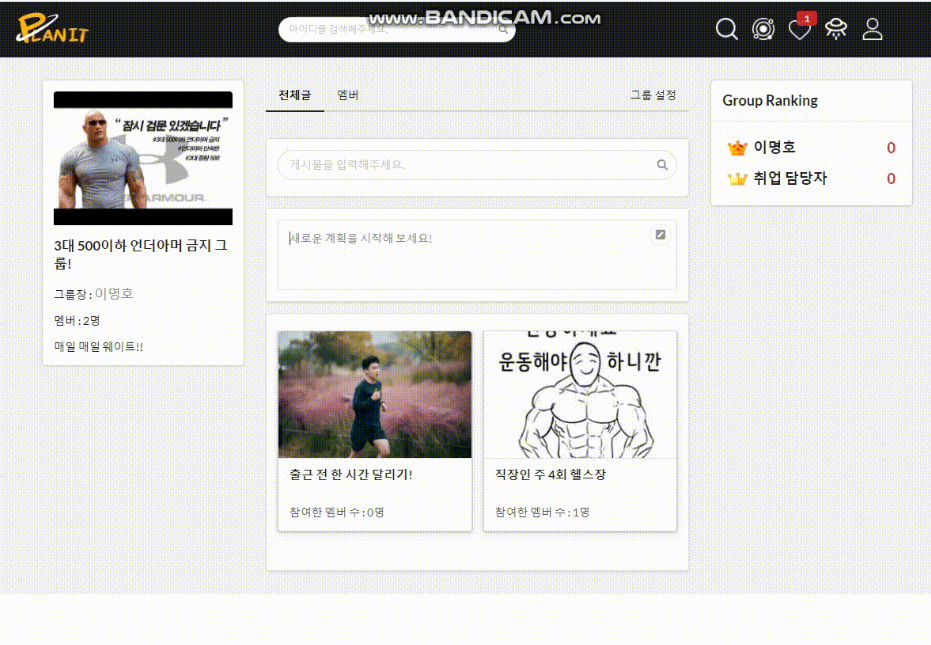 PLANIT
아이디를 검색해주세요.
www.BANDICAM.com
1
“ 잠시 검문 있겠습니다 ”
#3대 500이하 언더아머 금지
#언더아머 단속반
#3대 중량 500
ARMOUR.
3대 500이하 언더아머 금지 그
룹!
그룹장 : 이명호
멤버 : 2명
매일 매일 웨이트!!
전체글
멤버
그룹 설정
게시물을 입력해주세요.
새로운 계획을 시작해 보세요!
출근 전 한 시간 달리기!
참여한 멤버 수 : 0명
운동해야 하니깐
직장인 주 4회 헬스장
참여한 멤버 수 : 1명
Group Ranking
이명호 0
취업 담당자 0